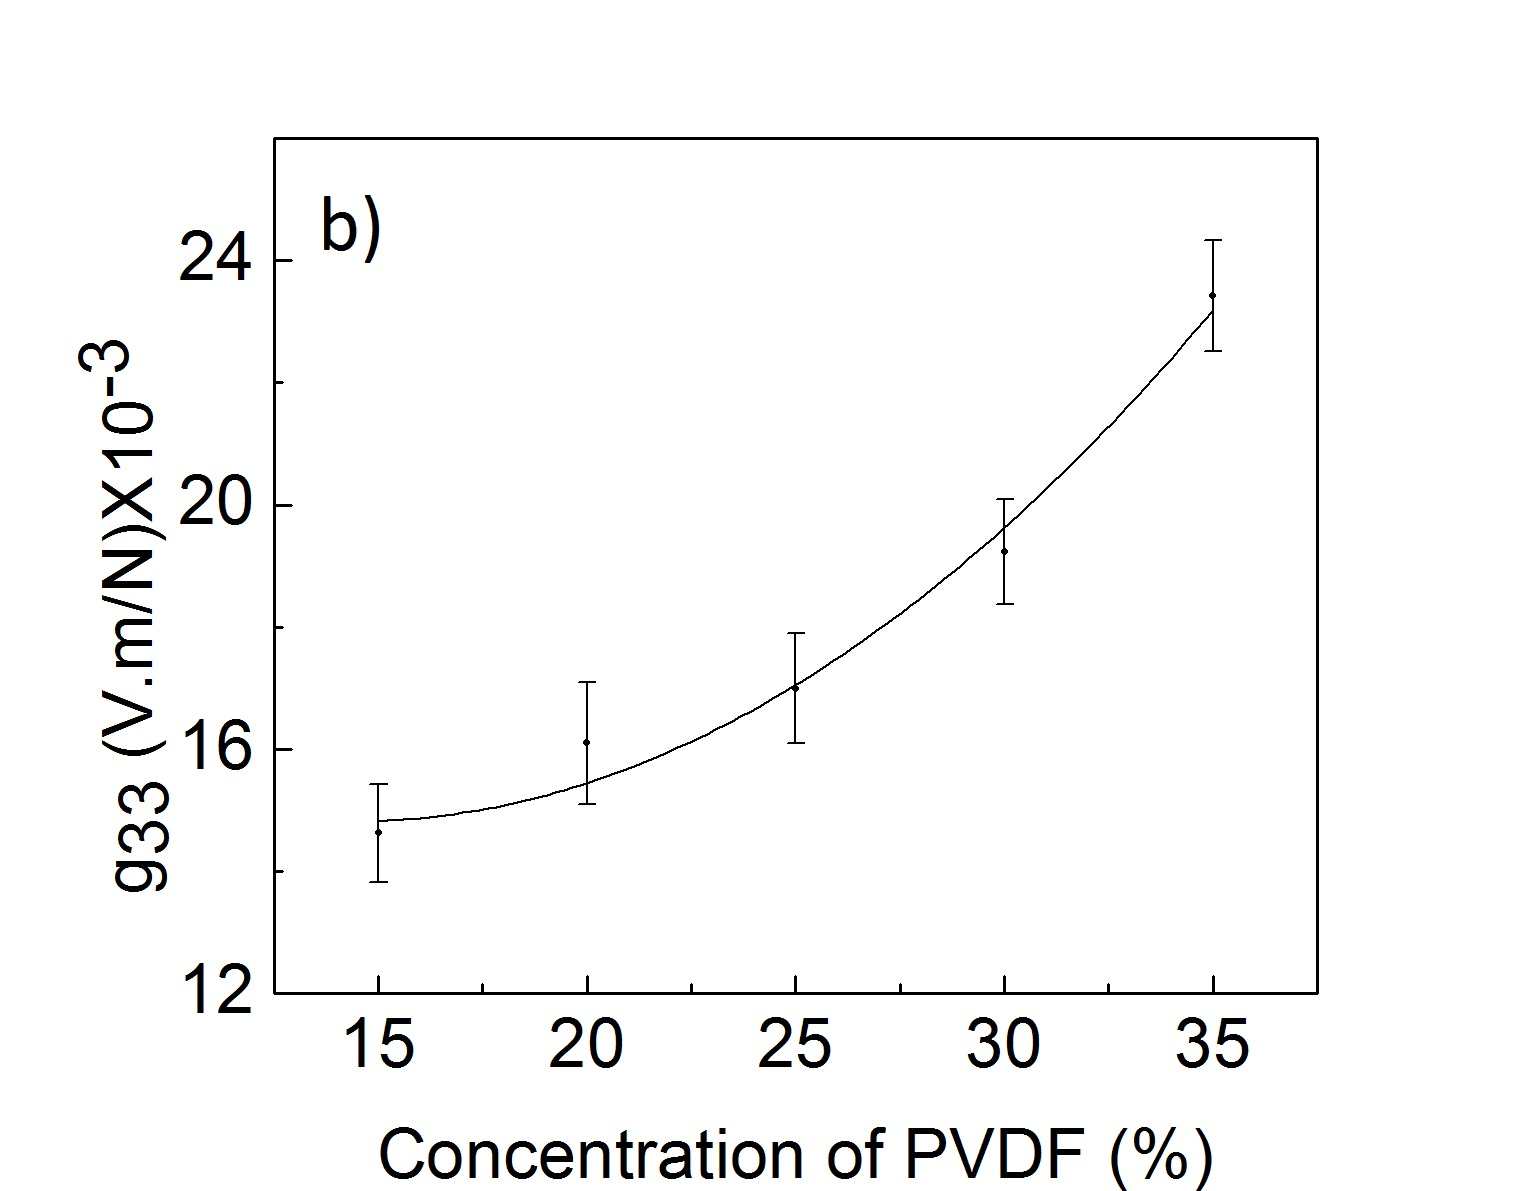 b)
24
20
16
12
g33 (V.m/N)X10-3
15 20 25 30 35
Concentration of PVDF (%)